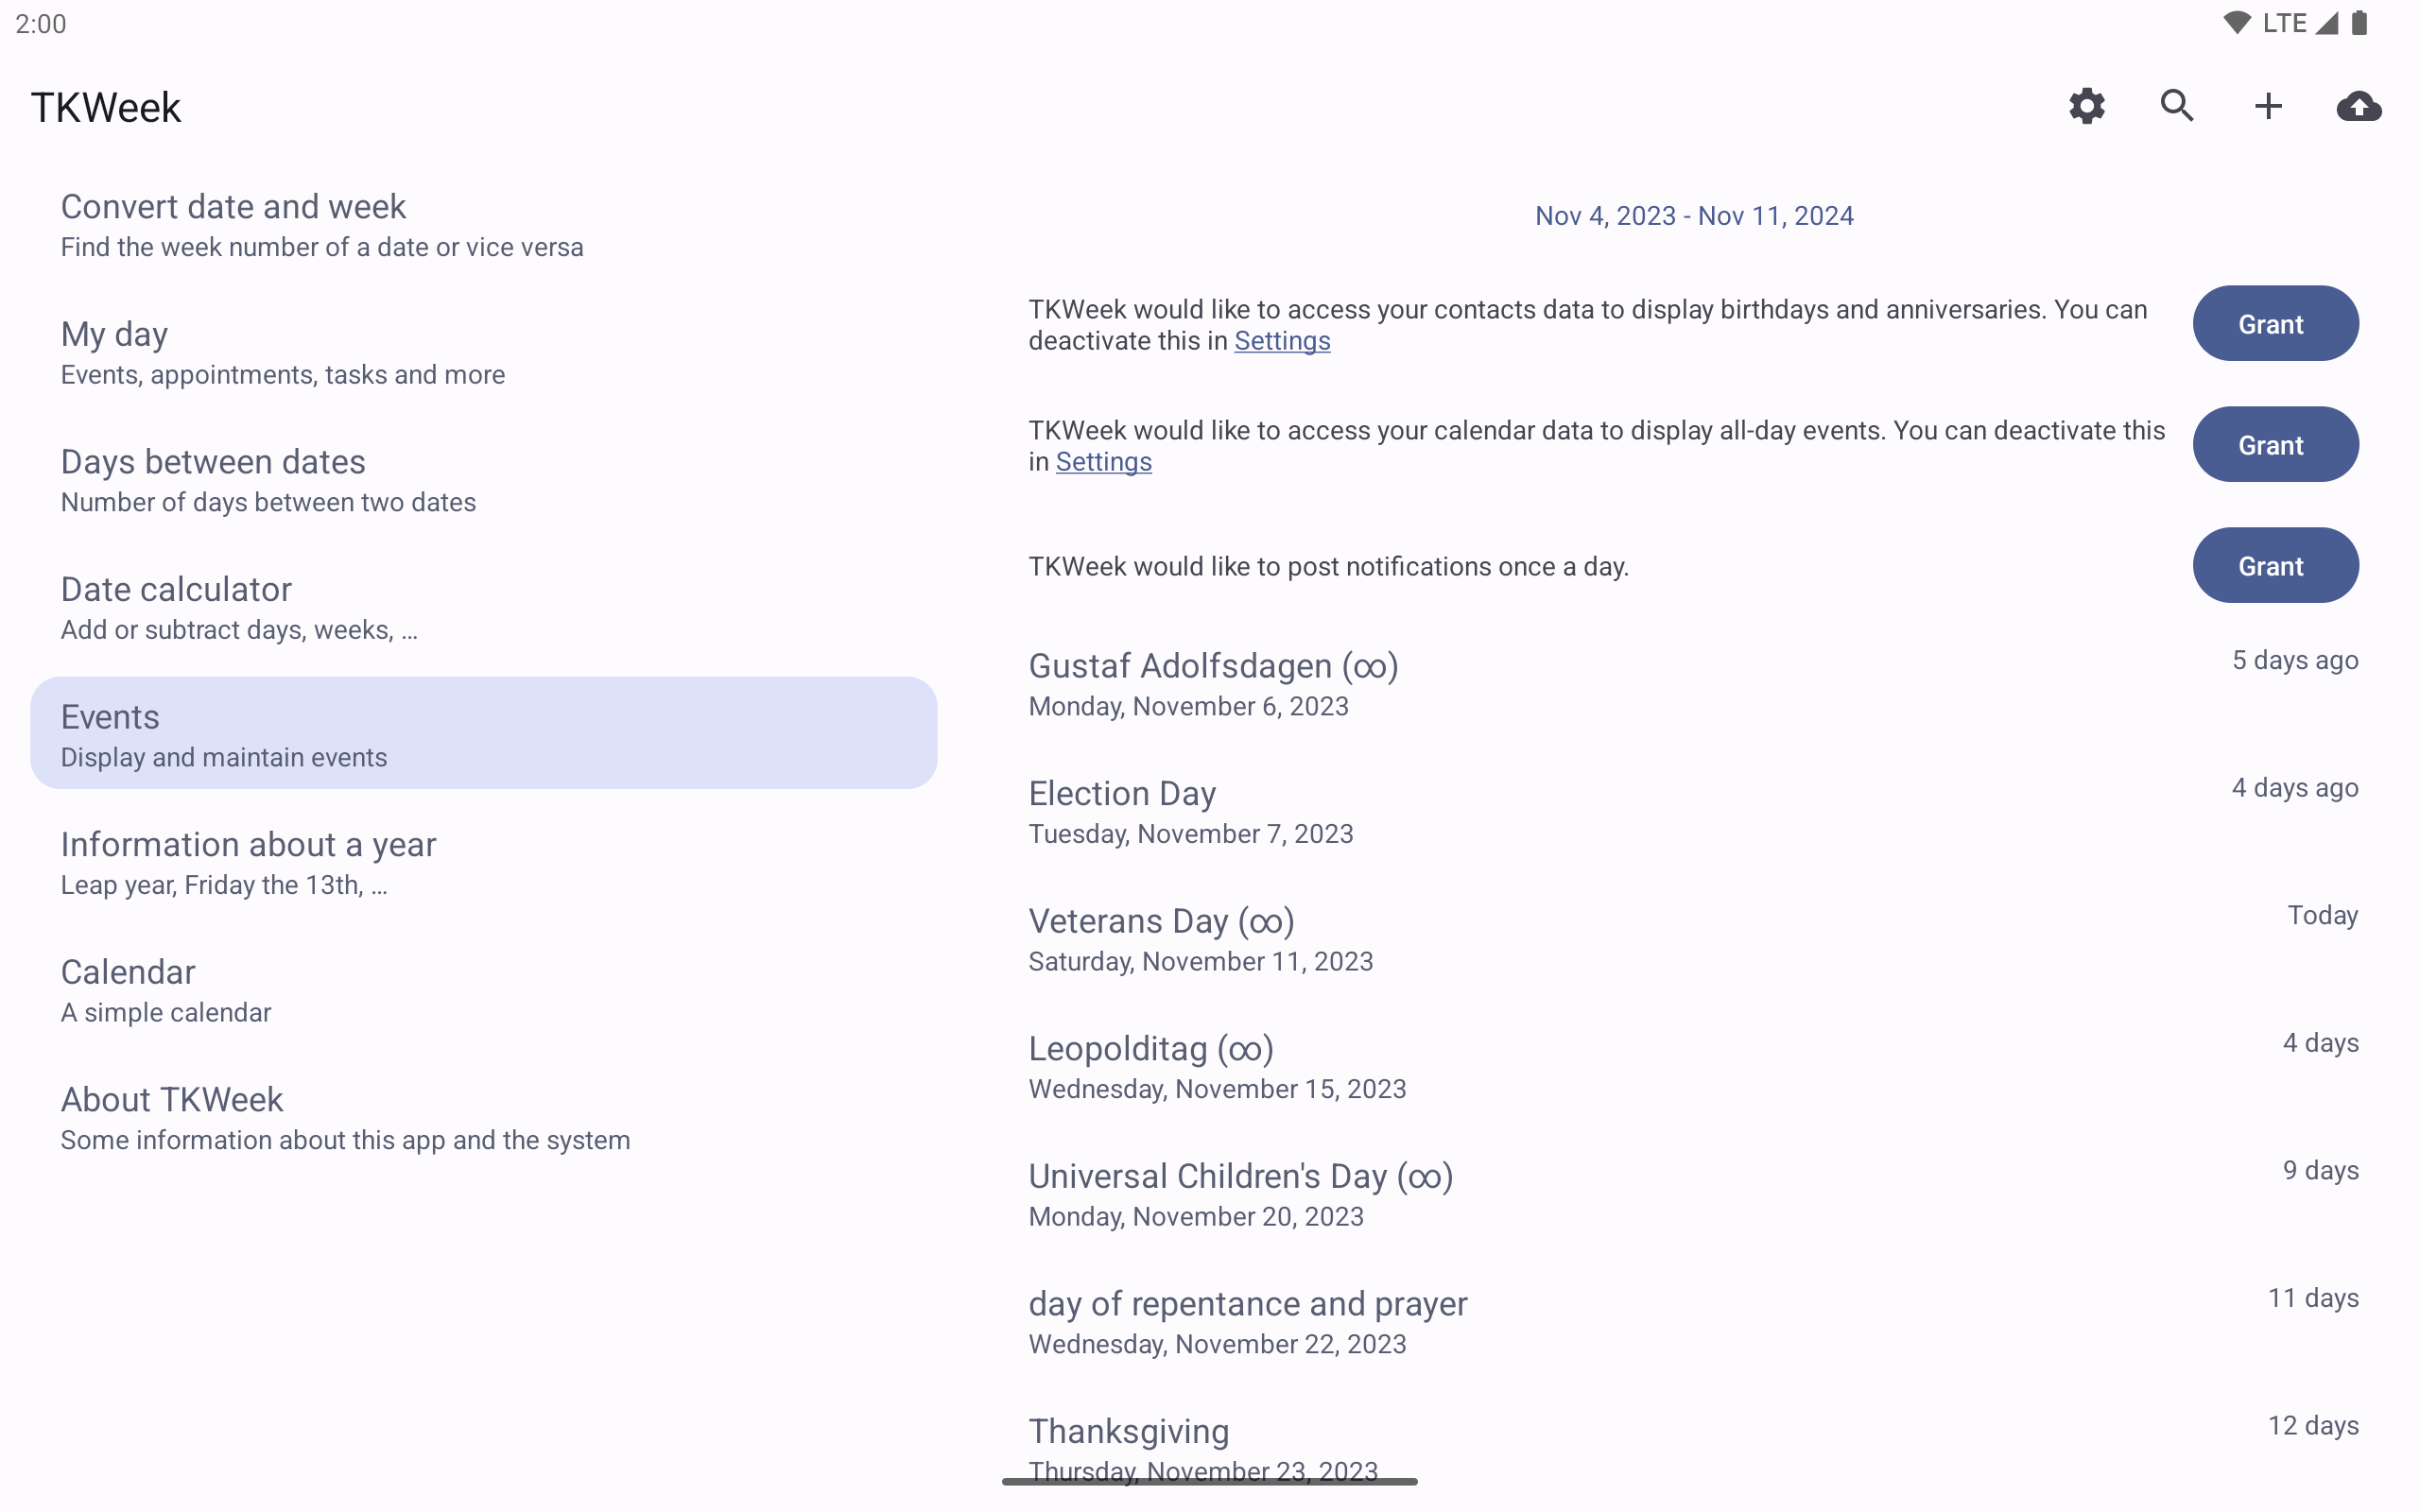 2:00
LTE
TKWeek
Convert date and week
Find the week number of a date or vice versa
My day
Events, appointments, tasks and more
Days between dates
Number of days between two dates
Date calculator
Add or subtract days, weeks, …
Events
Display and maintain events
Information about a year
Leap year, Friday the 13th, …
Calendar
A simple calendar
About TKWeek
Some information about this app and the system
Nov 4, 2023 - Nov 11, 2024
TKWeek would like to access your contacts data to display birthdays and anniversaries. You can
deactivate this in Settings
Grant
TKWeek would like to access your calendar data to display all-day events. You can deactivate this
in Settings
Grant
TKWeek would like to post notifications once a day.
Grant
Gustaf Adolfsdagen (∞)
5 days ago
Monday, November 6, 2023
Election Day
4 days ago
Tuesday, November 7, 2023
Veterans Day (∞)
Today
Saturday, November 11, 2023
Leopolditag (∞)
4 days
Wednesday, November 15, 2023
Universal Children's Day (∞)
9 days
Monday, November 20, 2023
day of repentance and prayer
11 days
Wednesday, November 22, 2023
Thanksgiving
12 days
Thursday, November 23, 2023